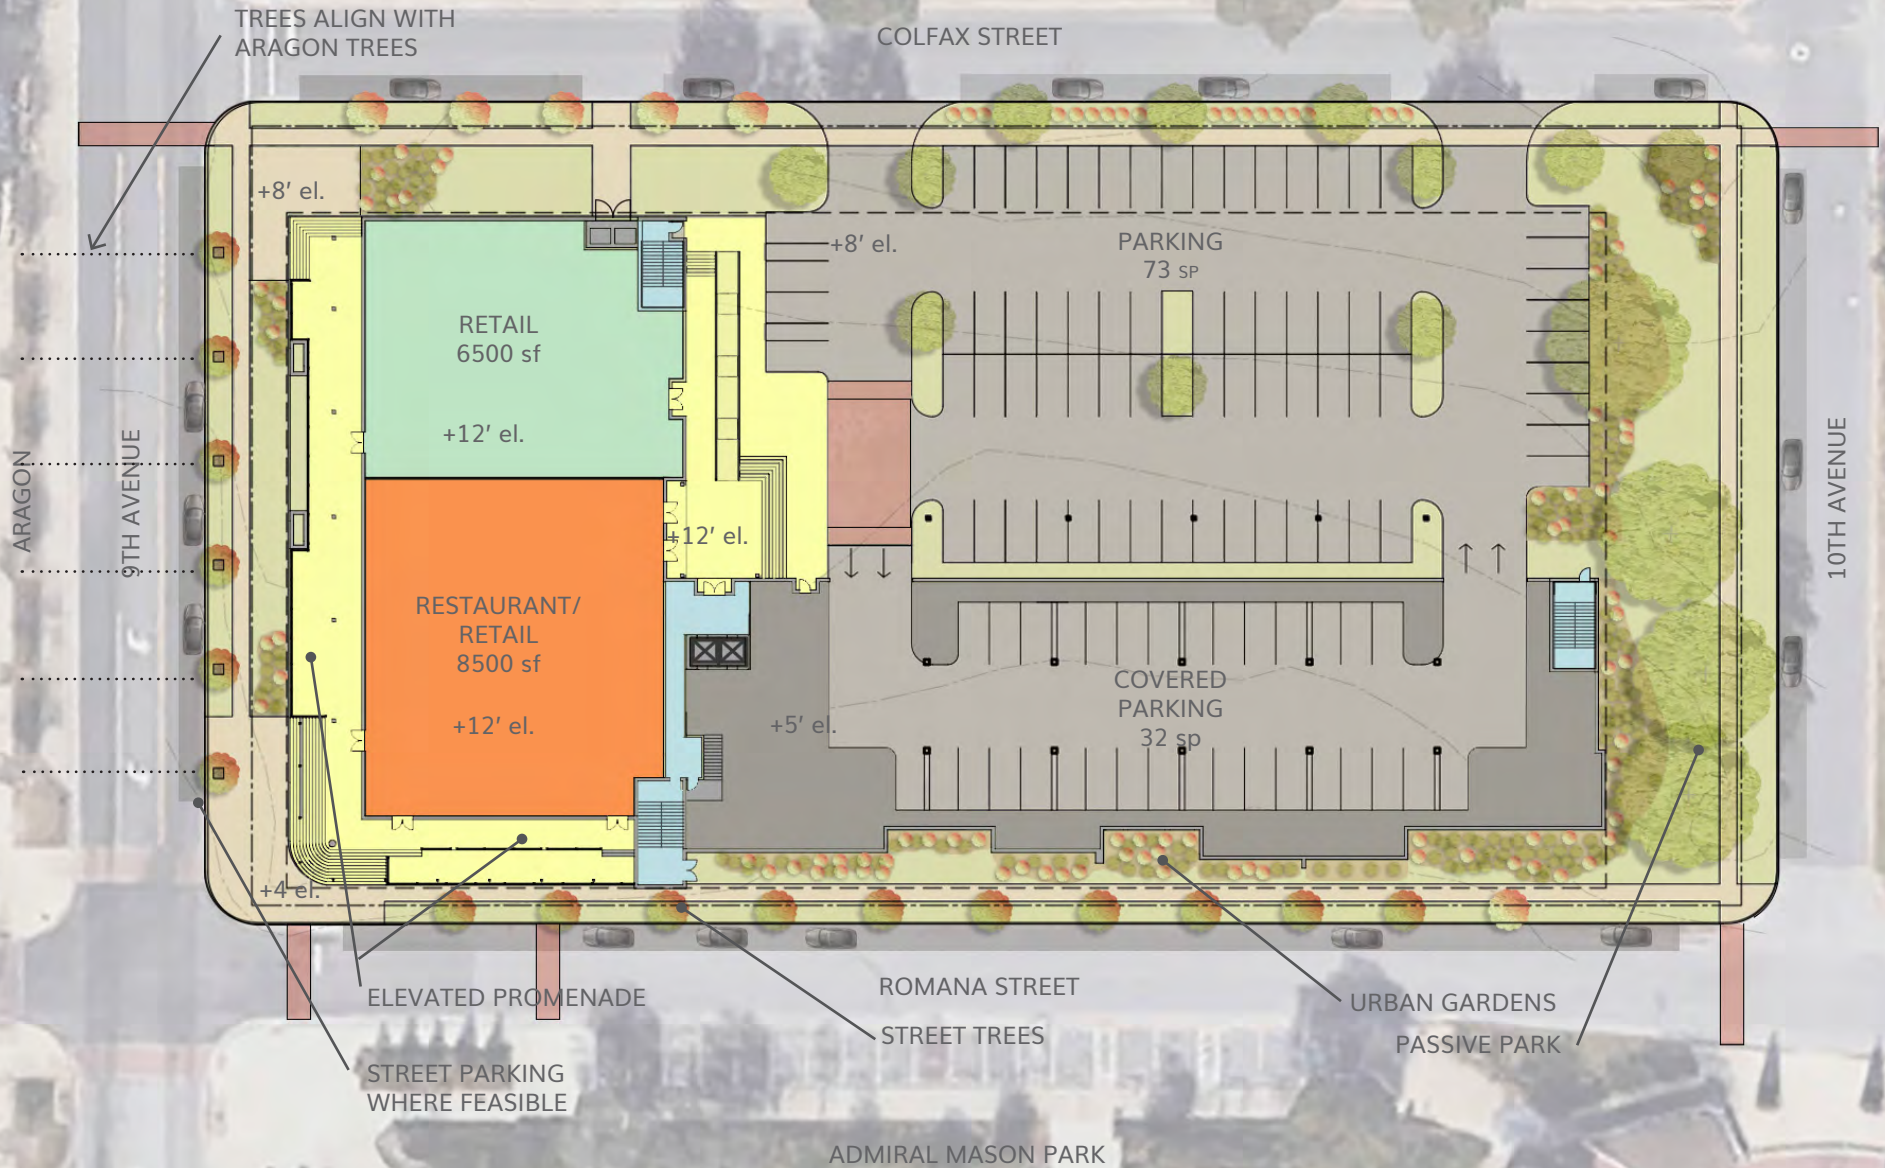 TREES ALIGN WITH
ARAGON TREES
COLFAX STREET
+8' el.
+8' el.
PARKING
73 SP
RETAIL
6500 sf
+12' el.
ARAGON
9TH AVENUE
10TH AVENUE
+12' el.
RESTAURANT/
RETAIL
8500 sf
+12' el.
+5' el.
COVERED
PARKING
32 sp
+4 el.
ELEVATED PROMENADE
ROMANA STREET
URBAN GARDENS
STREET TREES
PASSIVE PARK
STREET PARKING
WHERE FEASIBLE
ADMIRAL MASON PARK